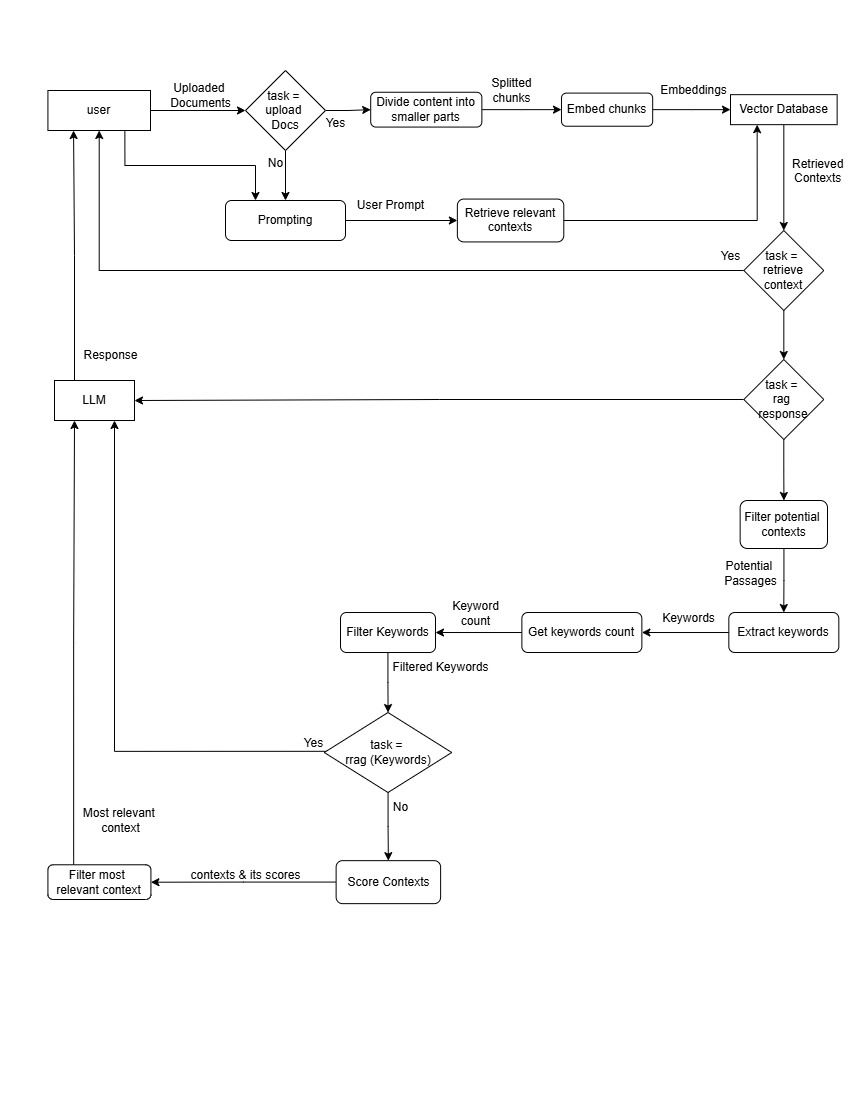 user
Uploaded
Documents
task =
upload
Docs
Yes
Divide content into
smaller parts
Splitted
chunks
Embed chunks
Embeddings
Vector Database
No
Prompting
User Prompt
Retrieve relevant
contexts
Retrieved
Contexts
Yes
task =
retrieve
context
Response
LLM
task =
rag
response
Filter potential
contexts
Potential
Passages
Extract keywords
Keywords
Get keywords count
Keyword
count
Filter Keywords
Filtered Keywords
Yes
task =
rrag (Keywords)
No
Score Contexts
contexts & its scores
Filter most
relevant context
Most relevant
context